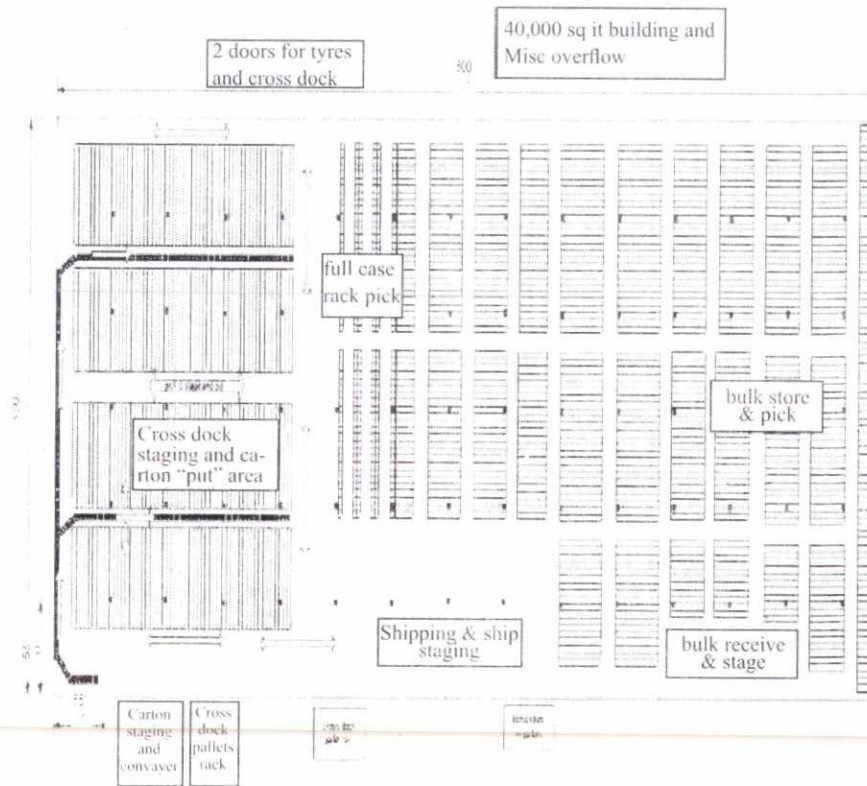 40,000 sq it building and
Misc overflow
2 doors for tyres
and cross dock
full case
rack pick
bulk store
& pick
Cross dock
staging and ca-
rton “put” area
Shipping & ship
staging
bulk receive
& stage
Carton
staging
and
convayer
Cross
dock
pallets
rack